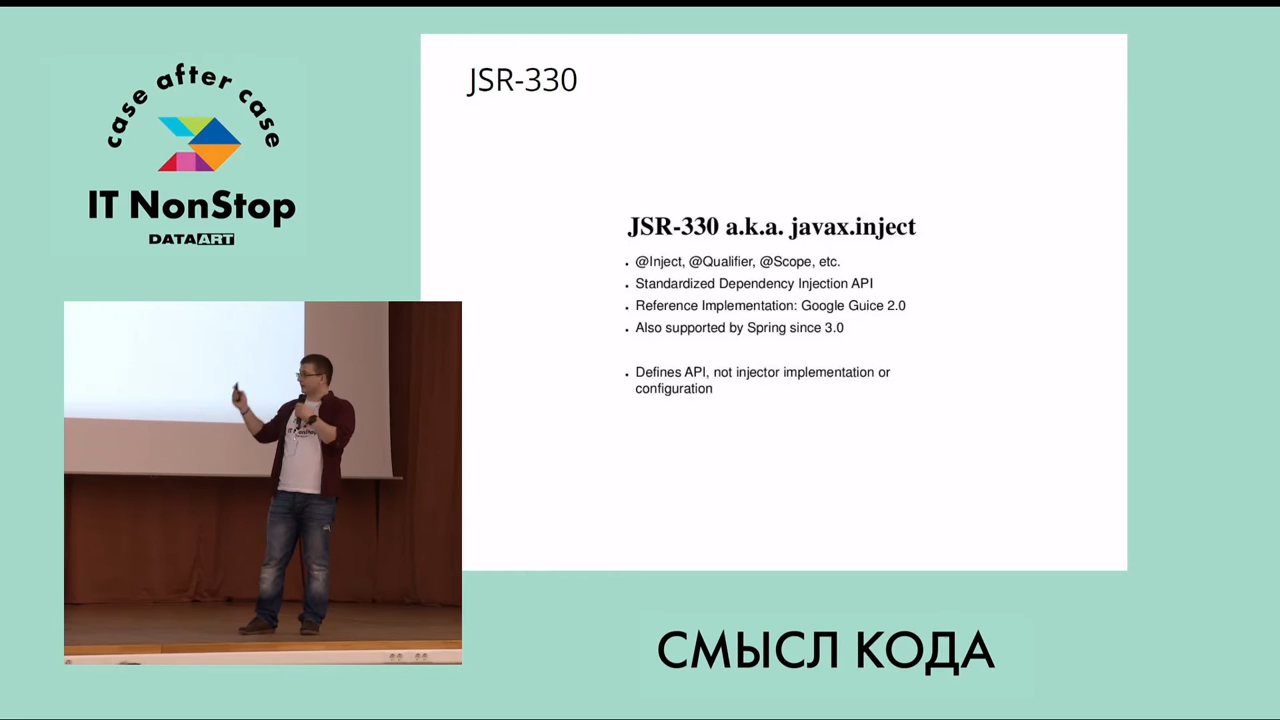 case after case
IT NonStop
DATAART
JSR-330
JSR-330 a.k.a. javax.inject
@Inject, @Qualifier, @Scope, etc.
Standardized Dependency Injection API
Reference Implementation: Google Guice 2.0
Also supported by Spring since 3.0
Defines API, not injector implementation or
configuration
IT NonStop
СМЫСЛ КОДА